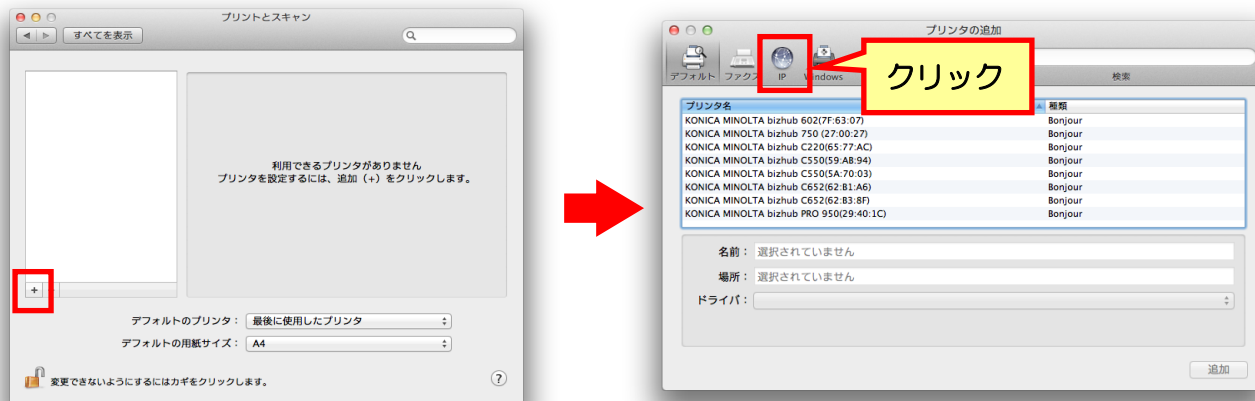 プリントとスキャン
すべてを表示
利用できるプリンタがありません
プリンタを設定するには、追加（+）をクリックします。
+
デフォルトのプリンタ： 最後に使用したプリンタ
デフォルトの用紙サイズ： A4
変更できないようにするにはカギをクリックします。
?
プリンタの追加
デフォルト ファクス IP Windows
検索
クリック
プリンタ名 種類
KONICA MINOLTA bizhub 602(7F:63:07) Bonjour
KONICA MINOLTA bizhub 750 (27:00:27) Bonjour
KONICA MINOLTA bizhub C220(65:77:AC) Bonjour
KONICA MINOLTA bizhub C550(59:AB:94) Bonjour
KONICA MINOLTA bizhub C550(5A:70:03) Bonjour
KONICA MINOLTA bizhub C652(62:B1:A6) Bonjour
KONICA MINOLTA bizhub C652(62:B3:8F) Bonjour
KONICA MINOLTA bizhub PRO 950(29:40:1C) Bonjour
名前： 選択されていません
場所： 選択されていません
ドライバ：
追加